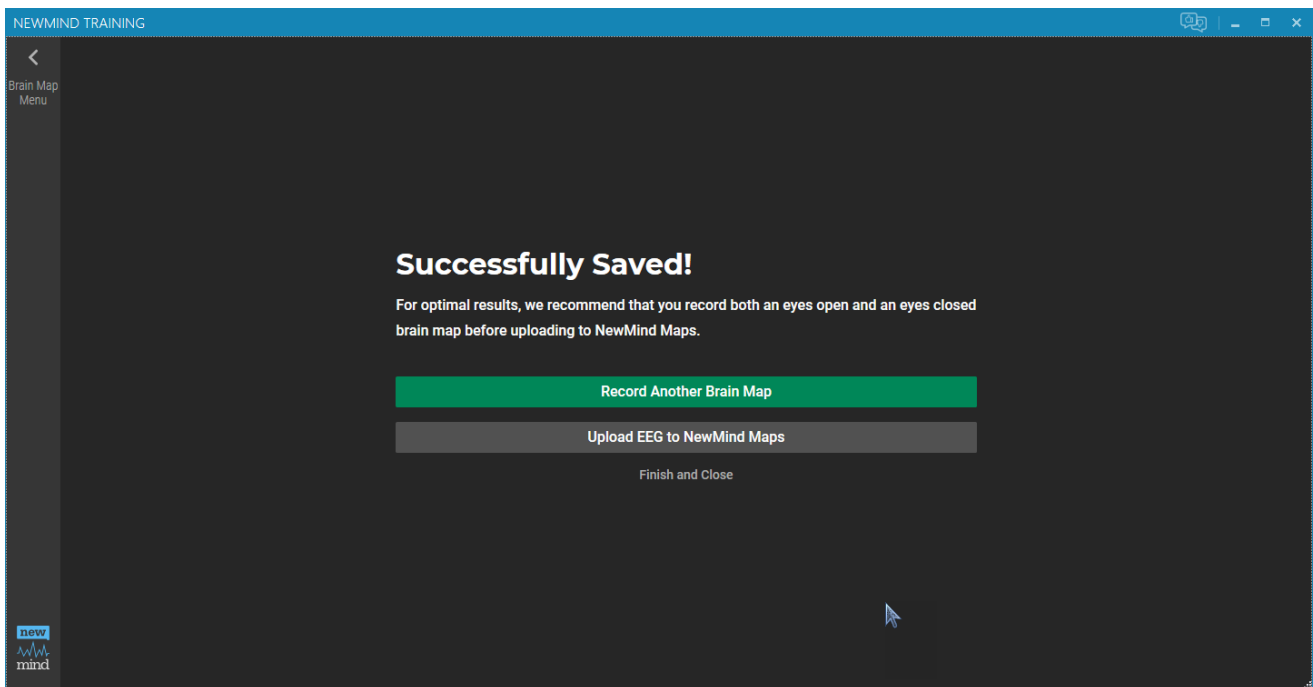 NEWMIND TRAINING
Brain Map
Menu
Successfully Saved!
For optimal results, we recommend that you record both an eyes open and an eyes closed
brain map before uploading to NewMind Maps.
Record Another Brain Map
Upload EEG to NewMind Maps
Finish and Close
new
mind